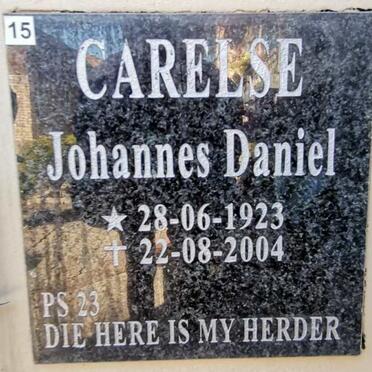 15
CARELSE
Johannes Daniel
★ 28-06-1923
✝ 22-08-2004
PS 23
DIE HERE IS MY HERDER